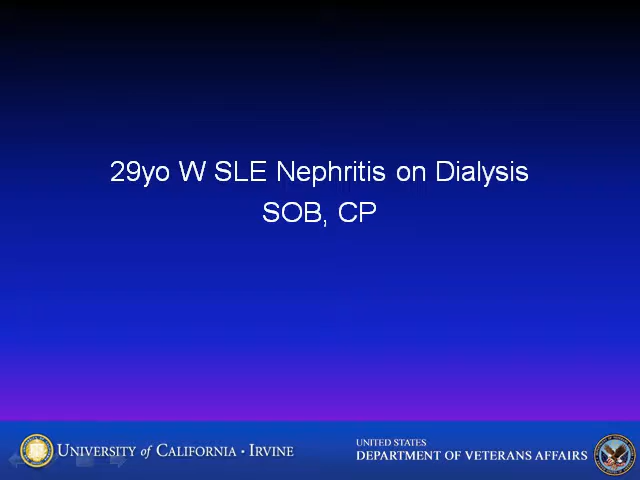 29yo W SLE Nephritis on Dialysis
SOB, CP
UNIVERSITY of CALIFORNIA · IRVINE
UNITED STATES
DEPARTMENT OF VETERANS AFFAIRS